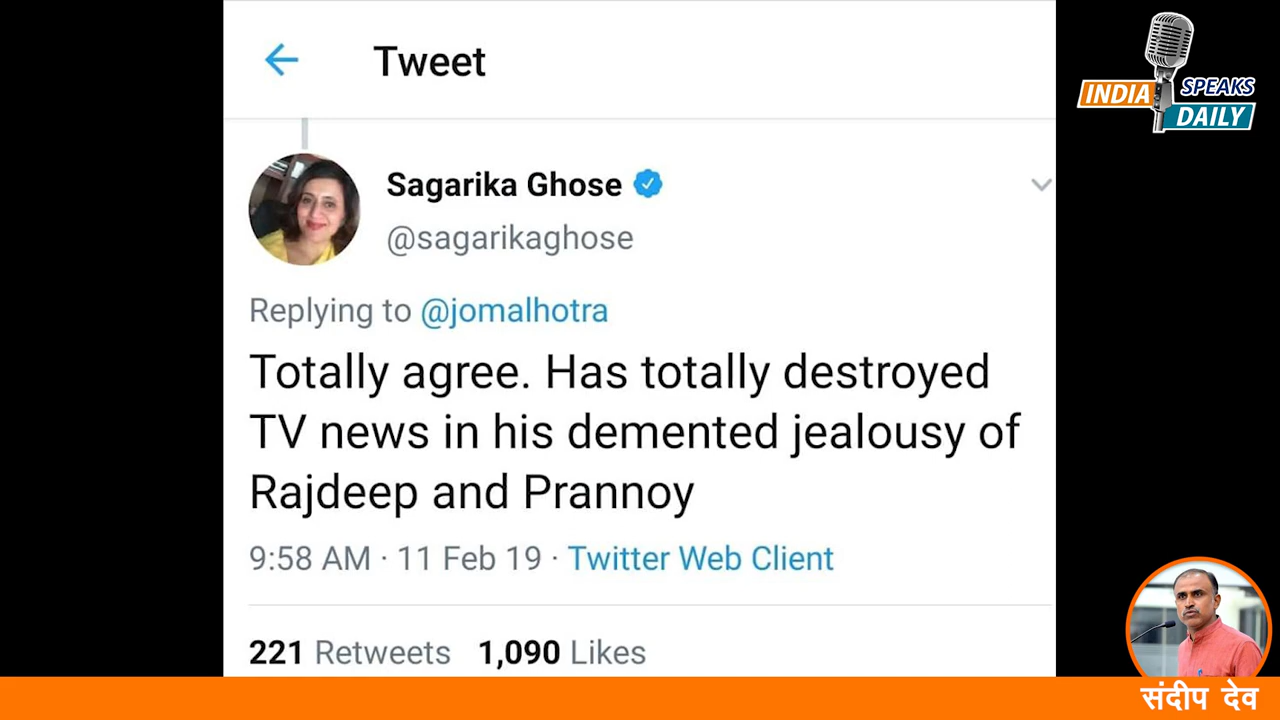 Tweet
INDIA SPEAKS
DAILY
Sagarika Ghose
@sagarikaghose
Replying to @jomalhotra
Totally agree. Has totally destroyed
TV news in his demented jealousy of
Rajdeep and Prannoy
9:58 AM · 11 Feb 19 · Twitter Web Client
221 Retweets 1,090 Likes
संदीप देव